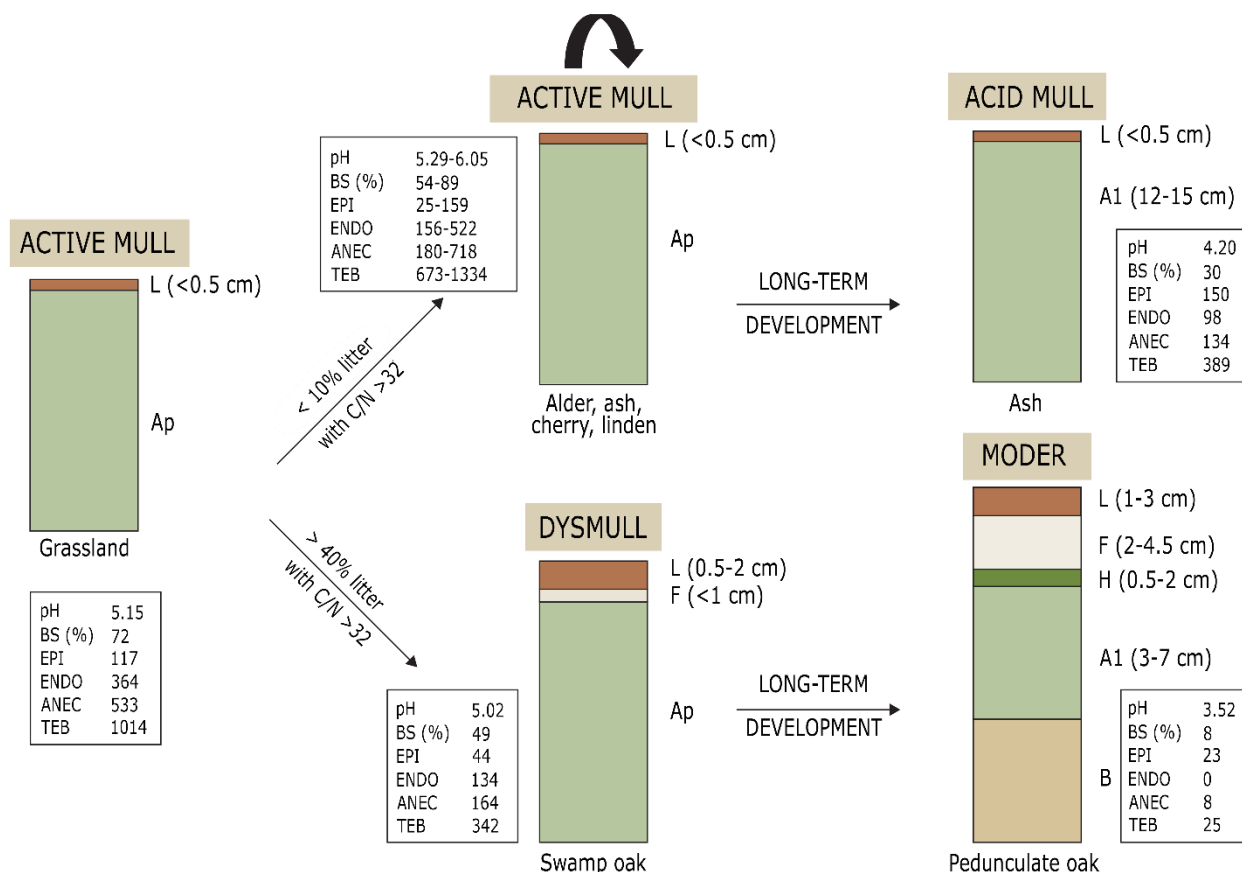 ACTIVE MULL
L (<0.5 cm)
Ap
Grassland
pH 5.15
BS (%) 72
EPI 117
ENDO 364
ANEC 533
TEB 1014
< 10% litter
with C/N >32
> 40% litter
with C/N >32
pH 5.29-6.05
BS (%) 54-89
EPI 25-159
ENDO 156-522
ANEC 180-718
TEB 673-1334
ACTIVE MULL
L (<0.5 cm)
Ap
Alder, ash,
cherry, linden
LONG-TERM
DEVELOPMENT
ACID MULL
L (<0.5 cm)
A1 (12-15 cm)
pH 4.20
BS (%) 30
EPI 150
ENDO 98
ANEC 134
TEB 389
Ash
DYSMULL
L (0.5-2 cm)
F (<1 cm)
Ap
pH 5.02
BS (%) 49
EPI 44
ENDO 134
ANEC 164
TEB 342
Swamp oak
LONG-TERM
DEVELOPMENT
MODER
L (1-3 cm)
F (2-4.5 cm)
H (0.5-2 cm)
A1 (3-7 cm)
B
pH 3.52
BS (%) 8
EPI 23
ENDO 0
ANEC 8
TEB 25
Pedunculate oak